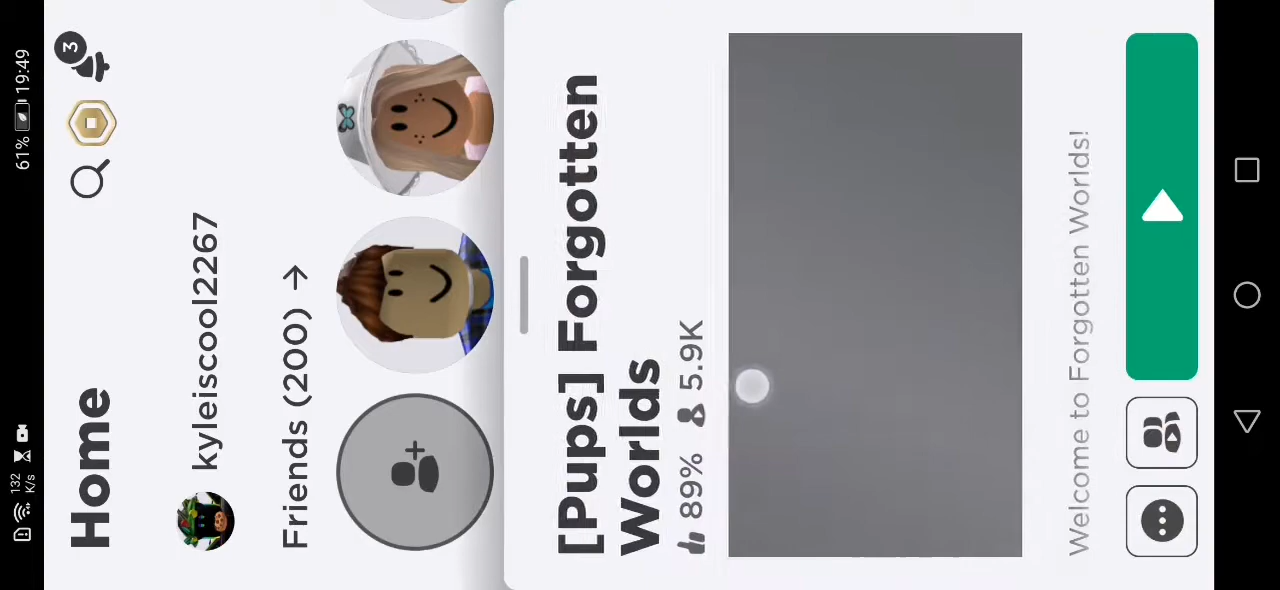 19:49
61%
132
K/s
Home
3
kyleiscool2267
Friends (200) →
[Pups] Forgotten
Worlds
89% 5.9K
Welcome to Forgotten Worlds!